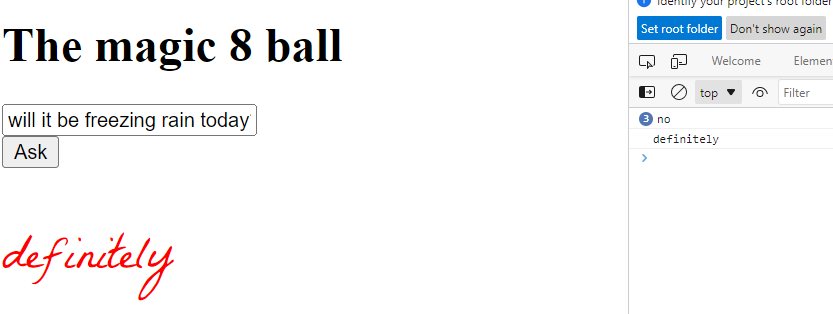 The magic 8 ball
will it be freezing rain today
Ask
definitely
Identify your project's root folder
Set root folder Don't show again
Welcome Elemen
top Filter
3 no
definitely